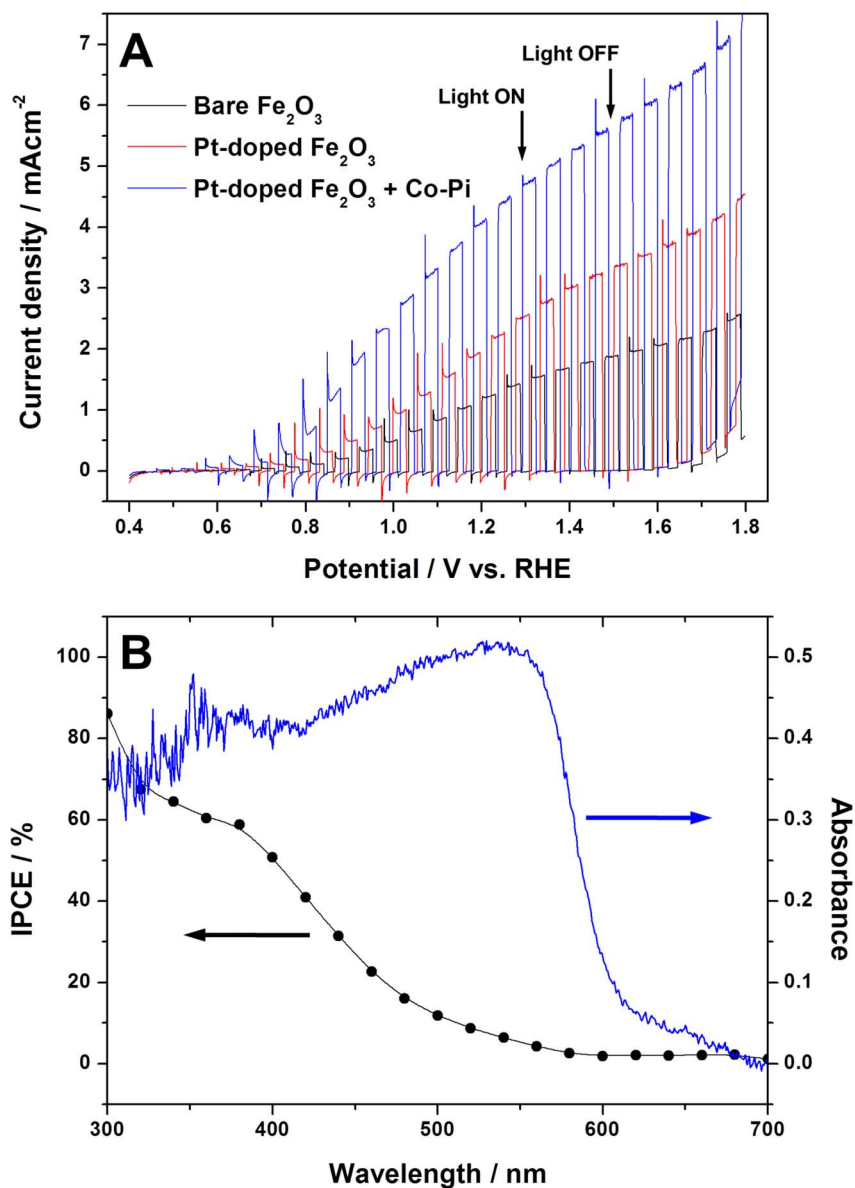 A
Light OFF
Light ON
Bare Fe₂O₃
Pt-doped Fe₂O₃
Pt-doped Fe₂O₃ + Co-Pi
7
6
5
4
3
2
1
0
Current density / mAcm⁻²
0.4 0.6 0.8 1.0 1.2 1.4 1.6 1.8
Potential / V vs. RHE
B
100
80
60
40
20
0
IPCE / %
0.5
0.4
0.3
0.2
0.1
0.0
Absorbance
300 400 500 600 700
Wavelength / nm